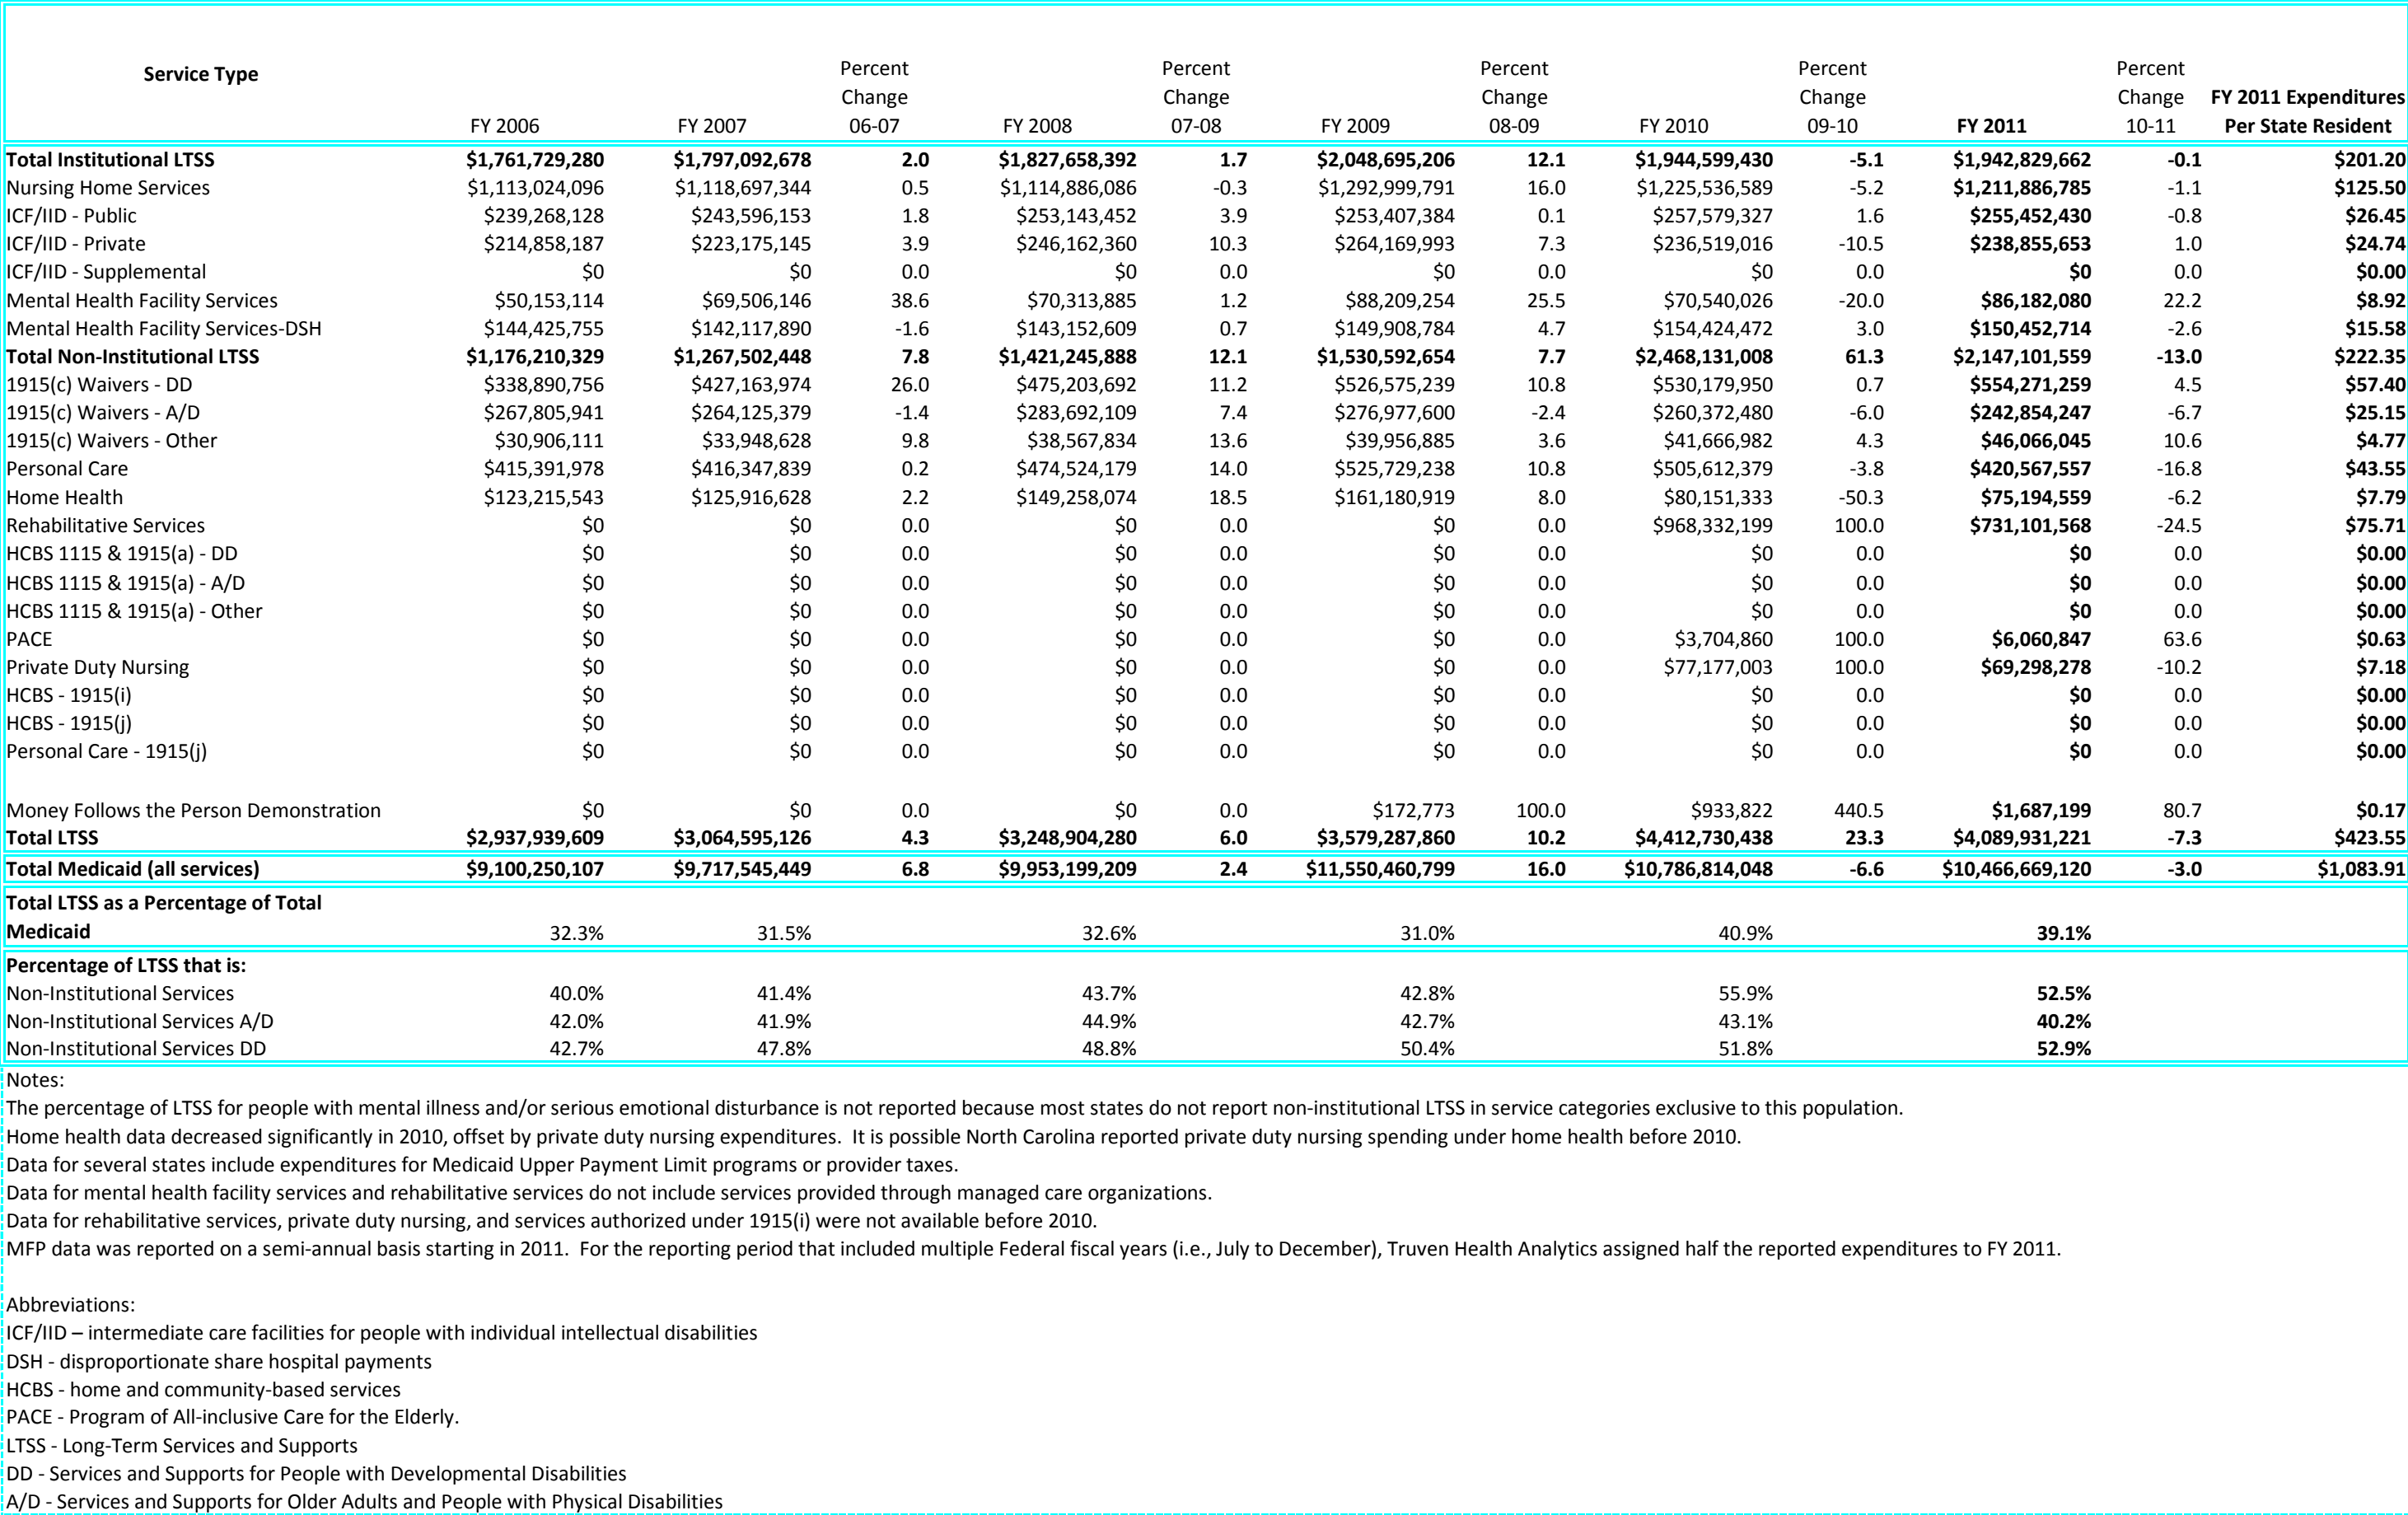 Service Type FY 2006 FY 2007 Percent Change 06-07 FY 2008 Percent Change 07-08 FY 2009 Percent Change 08-09 FY 2010 Percent Change 09-10 FY 2011 Percent Change 10-11 FY 2011 Expenditures Per State Resident
Total Institutional LTSS $1,761,729,280 $1,797,092,678 2.0 $1,827,658,392 1.7 $2,048,695,206 12.1 $1,944,599,430 -5.1 $1,942,829,662 -0.1 $201.20
Nursing Home Services $1,113,024,096 $1,118,697,344 0.5 $1,114,886,086 -0.3 $1,292,999,791 16.0 $1,225,536,589 -5.2 $1,211,886,785 -1.1 $125.50
ICF/IID - Public $239,268,128 $243,596,153 1.8 $253,143,452 3.9 $253,407,384 0.1 $257,579,327 1.6 $255,452,430 -0.8 $26.45
ICF/IID - Private $214,858,187 $223,175,145 3.9 $246,162,360 10.3 $264,169,993 7.3 $236,519,016 -10.5 $238,855,653 1.0 $24.74
ICF/IID - Supplemental $0 $0 0.0 $0 0.0 $0 0.0 $0 0.0 $0 0.0 $0.00
Mental Health Facility Services $50,153,114 $69,506,146 38.6 $70,313,885 1.2 $88,209,254 25.5 $70,540,026 -20.0 $86,182,080 22.2 $8.92
Mental Health Facility Services-DSH $144,425,755 $142,117,890 -1.6 $143,152,609 0.7 $149,908,784 4.7 $154,424,472 3.0 $150,452,714 -2.6 $15.58
Total Non-Institutional LTSS $1,176,210,329 $1,267,502,448 7.8 $1,421,245,888 12.1 $1,530,592,654 7.7 $2,468,131,008 61.3 $2,147,101,559 -13.0 $222.35
1915(c) Waivers - DD $338,890,756 $427,163,974 26.0 $475,203,692 11.2 $526,575,239 10.8 $530,179,950 0.7 $554,271,259 4.5 $57.40
1915(c) Waivers - A/D $267,805,941 $264,125,379 -1.4 $283,692,109 7.4 $276,977,600 -2.4 $260,372,480 -6.0 $242,854,247 -6.7 $25.15
1915(c) Waivers - Other $30,906,111 $33,948,628 9.8 $38,567,834 13.6 $39,956,885 3.6 $41,666,982 4.3 $46,066,045 10.6 $4.77
Personal Care $415,391,978 $416,347,839 0.2 $474,524,179 14.0 $525,729,238 10.8 $505,612,379 -3.8 $420,567,557 -16.8 $43.55
Home Health $123,215,543 $125,916,628 2.2 $149,258,074 18.5 $161,180,919 8.0 $80,151,333 -50.3 $75,194,559 -6.2 $7.79
Rehabilitative Services $0 $0 0.0 $0 0.0 $0 0.0 $968,332,199 100.0 $731,101,568 -24.5 $75.71
HCBS 1115 & 1915(a) - DD $0 $0 0.0 $0 0.0 $0 0.0 $0 0.0 $0 0.0 $0.00
HCBS 1115 & 1915(a) - A/D $0 $0 0.0 $0 0.0 $0 0.0 $0 0.0 $0 0.0 $0.00
HCBS 1115 & 1915(a) - Other $0 $0 0.0 $0 0.0 $0 0.0 $0 0.0 $0 0.0 $0.00
PACE $0 $0 0.0 $0 0.0 $0 0.0 $3,704,860 100.0 $6,060,847 63.6 $0.63
Private Duty Nursing $0 $0 0.0 $0 0.0 $0 0.0 $77,177,003 100.0 $69,298,278 -10.2 $7.18
HCBS - 1915(i) $0 $0 0.0 $0 0.0 $0 0.0 $0 0.0 $0 0.0 $0.00
HCBS - 1915(j) $0 $0 0.0 $0 0.0 $0 0.0 $0 0.0 $0 0.0 $0.00
Personal Care - 1915(j) $0 $0 0.0 $0 0.0 $0 0.0 $0 0.0 $0 0.0 $0.00
Money Follows the Person Demonstration $0 $0 0.0 $0 0.0 $172,773 100.0 $933,822 440.5 $1,687,199 80.7 $0.17
Total LTSS $2,937,939,609 $3,064,595,126 4.3 $3,248,904,280 6.0 $3,579,287,860 10.2 $4,412,730,438 23.3 $4,089,931,221 -7.3 $423.55
Total Medicaid (all services) $9,100,250,107 $9,717,545,449 6.8 $9,953,199,209 2.4 $11,550,460,799 16.0 $10,786,814,048 -6.6 $10,466,669,120 -3.0 $1,083.91
Total LTSS as a Percentage of Total
Medicaid 32.3% 31.5% 32.6% 31.0% 40.9% 39.1%
Percentage of LTSS that is:
Non-Institutional Services 40.0% 41.4% 43.7% 42.8% 55.9% 52.5%
Non-Institutional Services A/D 42.0% 41.9% 44.9% 42.7% 43.1% 40.2%
Non-Institutional Services DD 42.7% 47.8% 48.8% 50.4% 51.8% 52.9%
Notes:
The percentage of LTSS for people with mental illness and/or serious emotional disturbance is not reported because most states do not report non-institutional LTSS in service categories exclusive to this population.
Home health data decreased significantly in 2010, offset by private duty nursing expenditures.  It is possible North Carolina reported private duty nursing spending under home health before 2010.
Data for several states include expenditures for Medicaid Upper Payment Limit programs or provider taxes.
Data for mental health facility services and rehabilitative services do not include services provided through managed care organizations.
Data for rehabilitative services, private duty nursing, and services authorized under 1915(i) were not available before 2010.
MFP data was reported on a semi-annual basis starting in 2011.  For the reporting period that included multiple Federal fiscal years (i.e., July to December), Truven Health Analytics assigned half the reported expenditures to FY 2011.
Abbreviations:
ICF/IID – intermediate care facilities for people with individual intellectual disabilities
DSH - disproportionate share hospital payments
HCBS - home and community-based services
PACE - Program of All-inclusive Care for the Elderly.
LTSS - Long-Term Services and Supports
DD - Services and Supports for People with Developmental Disabilities
A/D - Services and Supports for Older Adults and People with Physical Disabilities